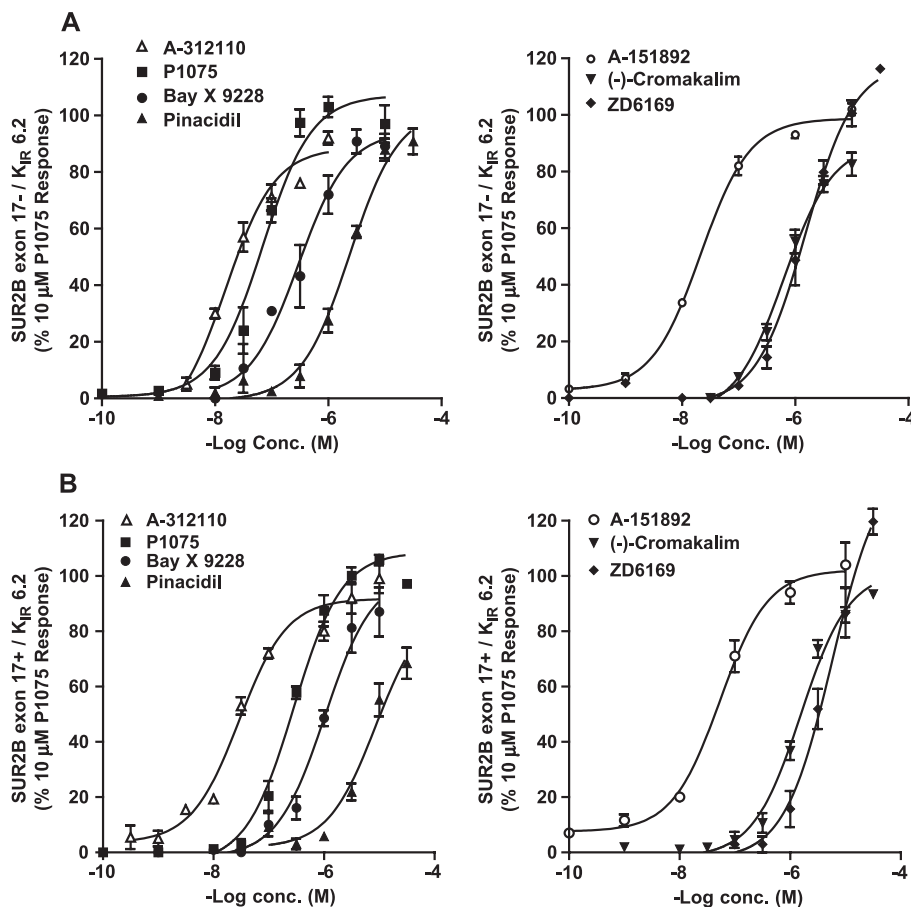 A
A-312110
P1075
Bay X 9228
Pinacidil
SUR2B exon 17- / KIR 6.2
(% 10 µM P1075 Response)
120
100
80
60
40
20
0
-10
-8
-6
-4
-Log Conc. (M)
A-151892
(-)-Cromakalim
ZD6169
SUR2B exon 17- / KIR 6.2
(% 10 µM P1075 Response)
120
100
80
60
40
20
0
-10
-8
-6
-4
-Log Conc. (M)
B
A-312110
P1075
Bay X 9228
Pinacidil
SUR2B exon 17+ / KIR 6.2
(% 10 µM P1075 Response)
120
100
80
60
40
20
0
-10
-8
-6
-4
-Log conc. (M)
A-151892
(-)-Cromakalim
ZD6169
SUR2B exon 17+ / KIR 6.2
(% 10 µM P1075 Response)
120
100
80
60
40
20
0
-10
-8
-6
-4
-Log conc. (M)